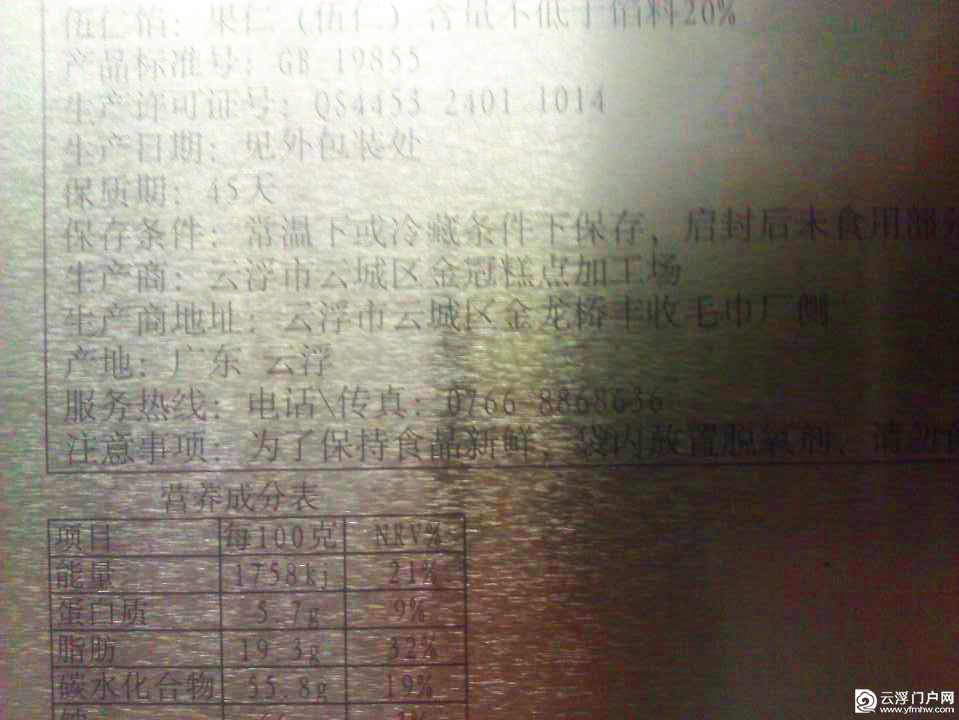 伍仁馅：果仁（伍仁）含量不低于馅料20%
产品标准号：GB 19855
生产许可证号：QS4453 2401 1014
生产日期：见外包装处
保质期：45天
保存条件：常温下或冷藏条件下保存，启封后未食用部
生产商：云浮市云城区金冠糕点加工场
生产商地址：云浮市云城区金龙桥丰收毛巾厂侧
产地：广东 云浮
服务热线：电话\传真：0766-8868636
注意事项：为了保持食品新鲜，袋内放置脱氧剂，请勿
营养成分表
项目 每100克 NRV%
能量 1758kj 21%
蛋白质 5.7g 9%
脂肪 19.3g 32%
碳水化合物 55.8g 19%
云浮门户网
www.yfmhw.com